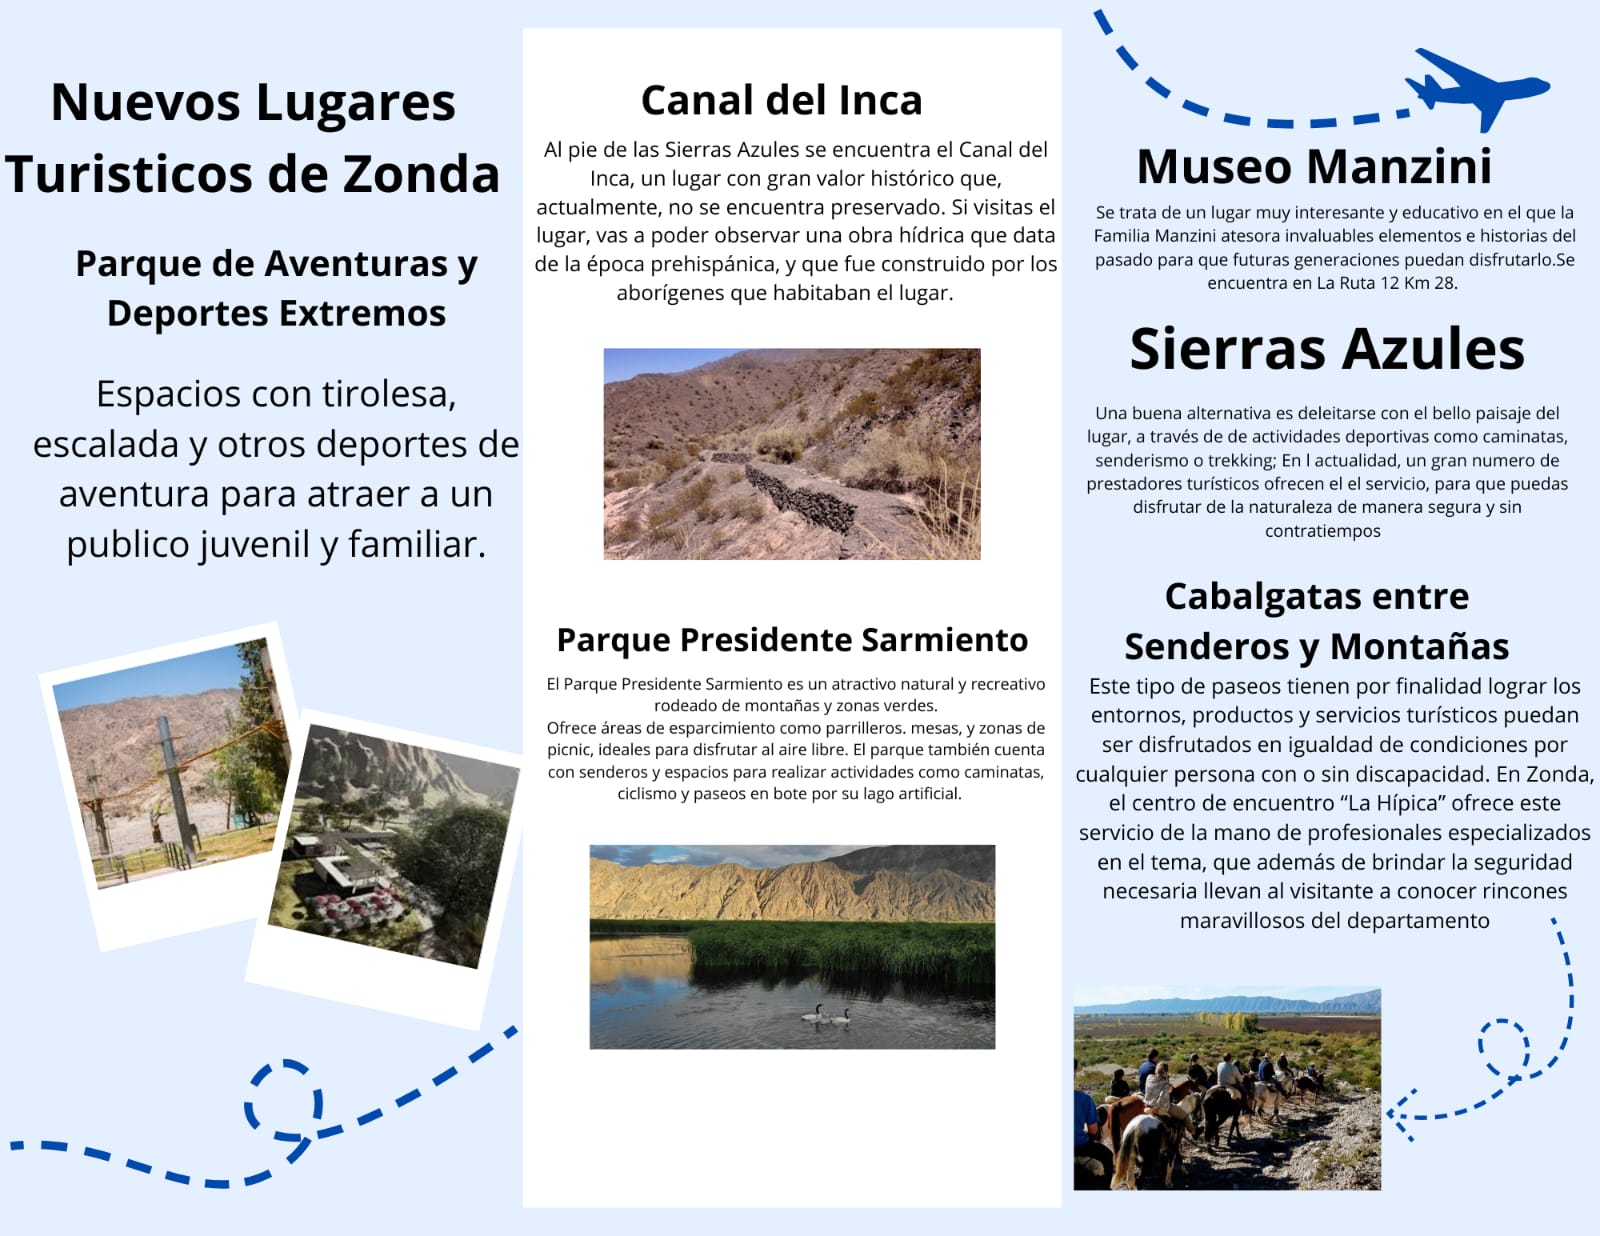 Nuevos Lugares
Turisticos de Zonda
Parque de Aventuras y
Deportes Extremos
Espacios con tirolesa,
escalada y otros deportes de
aventura para atraer a un
publico juvenil y familiar.
Canal del Inca
Al pie de las Sierras Azules se encuentra el Canal del
Inca, un lugar con gran valor histórico que,
actualmente, no se encuentra preservado. Si visitas el
lugar, vas a poder observar una obra hídrica que data
de la época prehispánica, y que fue construido por los
aborígenes que habitaban el lugar.
Parque Presidente Sarmiento
El Parque Presidente Sarmiento es un atractivo natural y recreativo
rodeado de montañas y zonas verdes.
Ofrece áreas de esparcimiento como parrilleros. mesas, y zonas de
picnic, ideales para disfrutar al aire libre. El parque también cuenta
con senderos y espacios para realizar actividades como caminatas,
ciclismo y paseos en bote por su lago artificial.
Museo Manzini
Se trata de un lugar muy interesante y educativo en el que la
Familia Manzini atesora invaluables elementos e historias del
pasado para que futuras generaciones puedan disfrutarlo.Se
encuentra en La Ruta 12 Km 28.
Sierras Azules
Una buena alternativa es deleitarse con el bello paisaje del
lugar, a través de de actividades deportivas como caminatas,
senderismo o trekking; En l actualidad, un gran numero de
prestadores turísticos ofrecen el el servicio, para que puedas
disfrutar de la naturaleza de manera segura y sin
contratiempos
Cabalgatas entre
Senderos y Montañas
Este tipo de paseos tienen por finalidad lograr los
entornos, productos y servicios turísticos puedan
ser disfrutados en igualdad de condiciones por
cualquier persona con o sin discapacidad. En Zonda,
el centro de encuentro “La Hípica” ofrece este
servicio de la mano de profesionales especializados
en el tema, que además de brindar la seguridad
necesaria llevan al visitante a conocer rincones
maravillosos del departamento